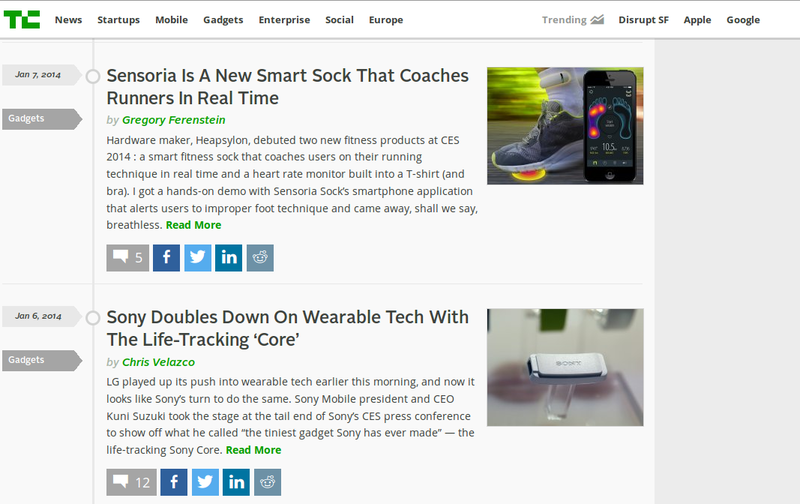 TC News Startups Mobile Gadgets Enterprise Social Europe Trending Disrupt SF Apple Google
Jan 7, 2014
Gadgets
Sensoria Is A New Smart Sock That Coaches
Runners In Real Time
by Gregory Ferenstein
Hardware maker, Heapsylon, debuted two new fitness products at CES
2014 : a smart fitness sock that coaches users on their running
technique in real time and a heart rate monitor built into a T-shirt (and
bra). I got a hands-on demo with Sensoria Sock's smartphone application
that alerts users to improper foot technique and came away, shall we say,
breathless. Read More
5 f in
10.5
Jan 6, 2014
Gadgets
Sony Doubles Down On Wearable Tech With
The Life-Tracking ‘Core’
by Chris Velazco
LG played up its push into wearable tech earlier this morning, and now it
looks like Sony's turn to do the same. Sony Mobile president and CEO
Kuni Suzuki took the stage at the tail end of Sony's CES press conference
to show off what he called “the tiniest gadget Sony has ever made” — the
life-tracking Sony Core. Read More
12 f in
SONY